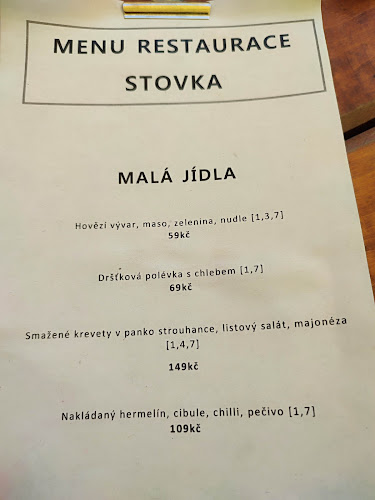 MENU RESTAURACE
STOVKA
MALÁ JÍDLA
Hovězí vývar, maso, zelenina, nudle [1,3,7]
59kč
Dršťková polévka s chlebem [1,7]
69kč
Smažené krevety v panko strouhance, listový salát, majonéza
[1,4,7]
149kč
Nakládaný hermelín, cibule, chilli, pečivo [1,7]
109kč